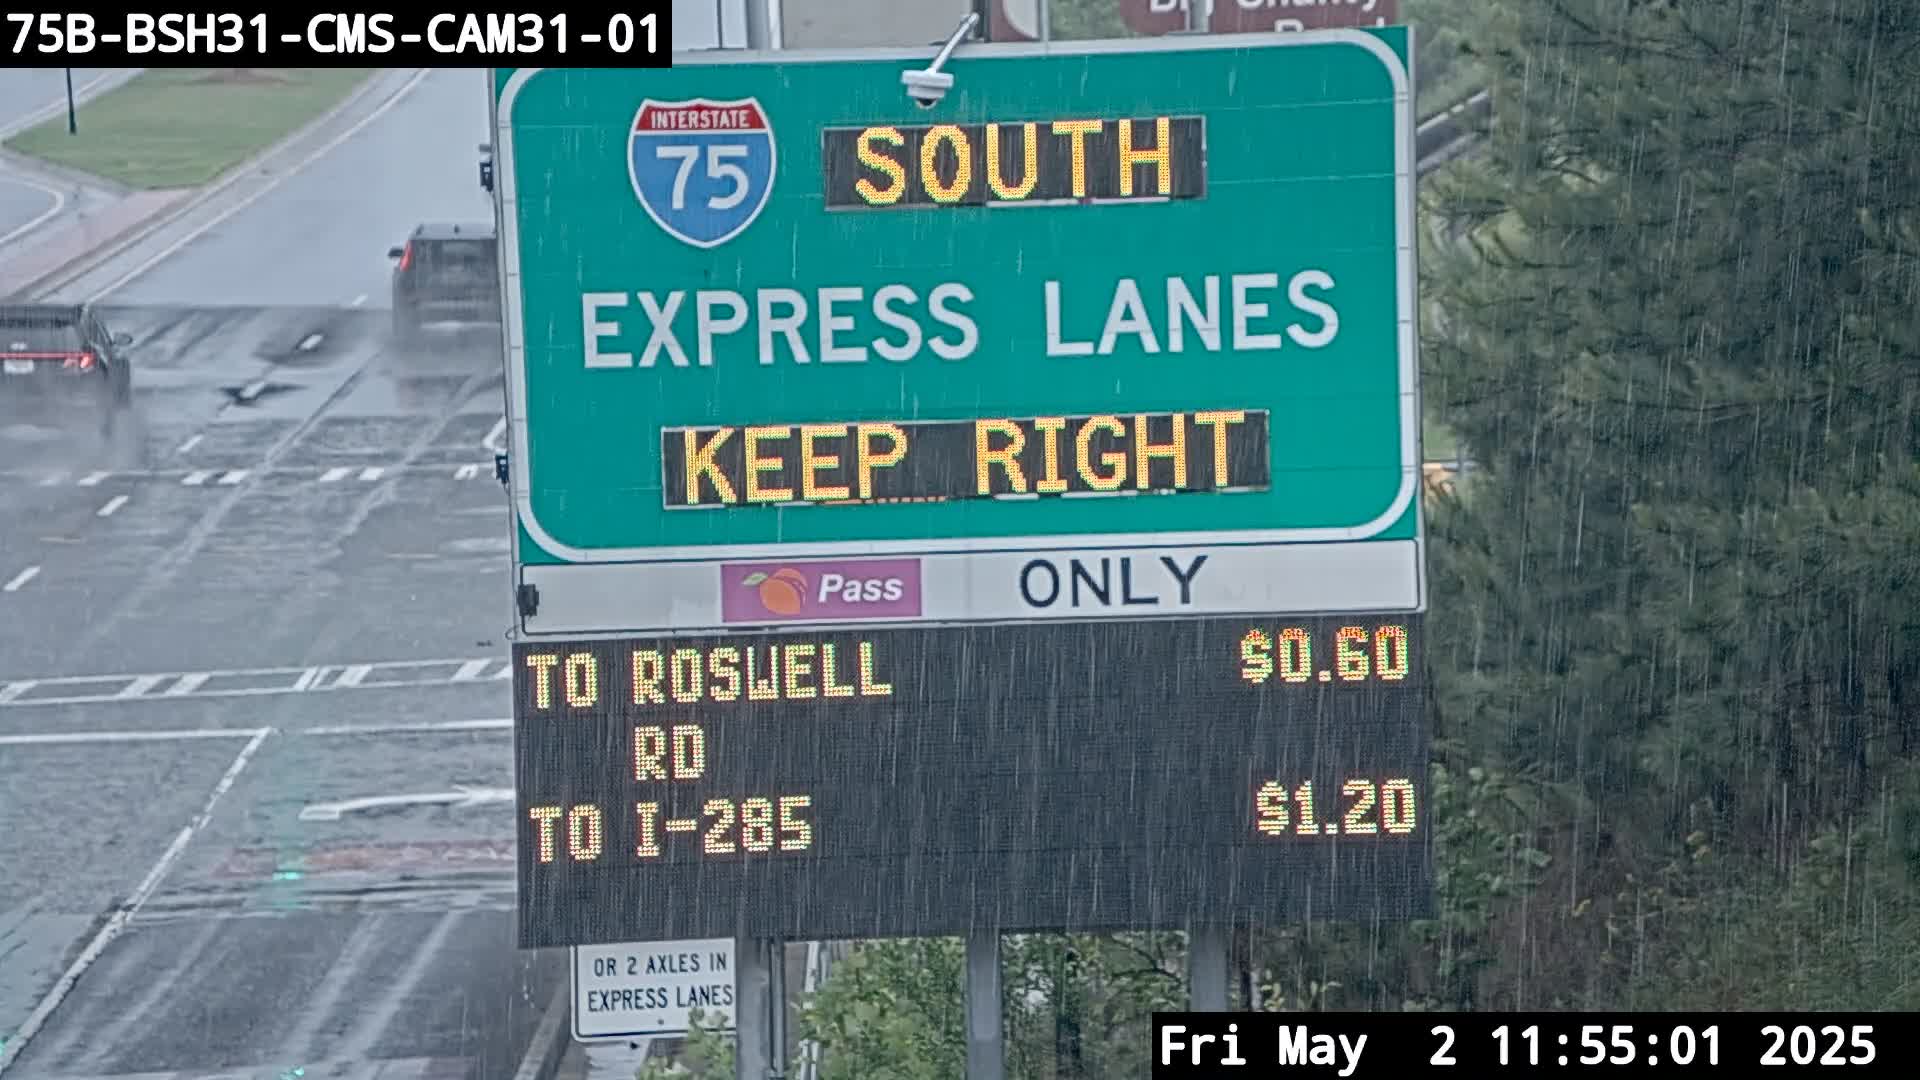 75B-BSH31-CMS-CAM31-01
INTERSTATE
75
SOUTH
EXPRESS LANES
KEEP RIGHT
Pass ONLY
TO ROSWELL $0.60
RD
TO I-285 $1.20
OR 2 AXLES IN
EXPRESS LANES
Fri May 2 11:55:01 2025